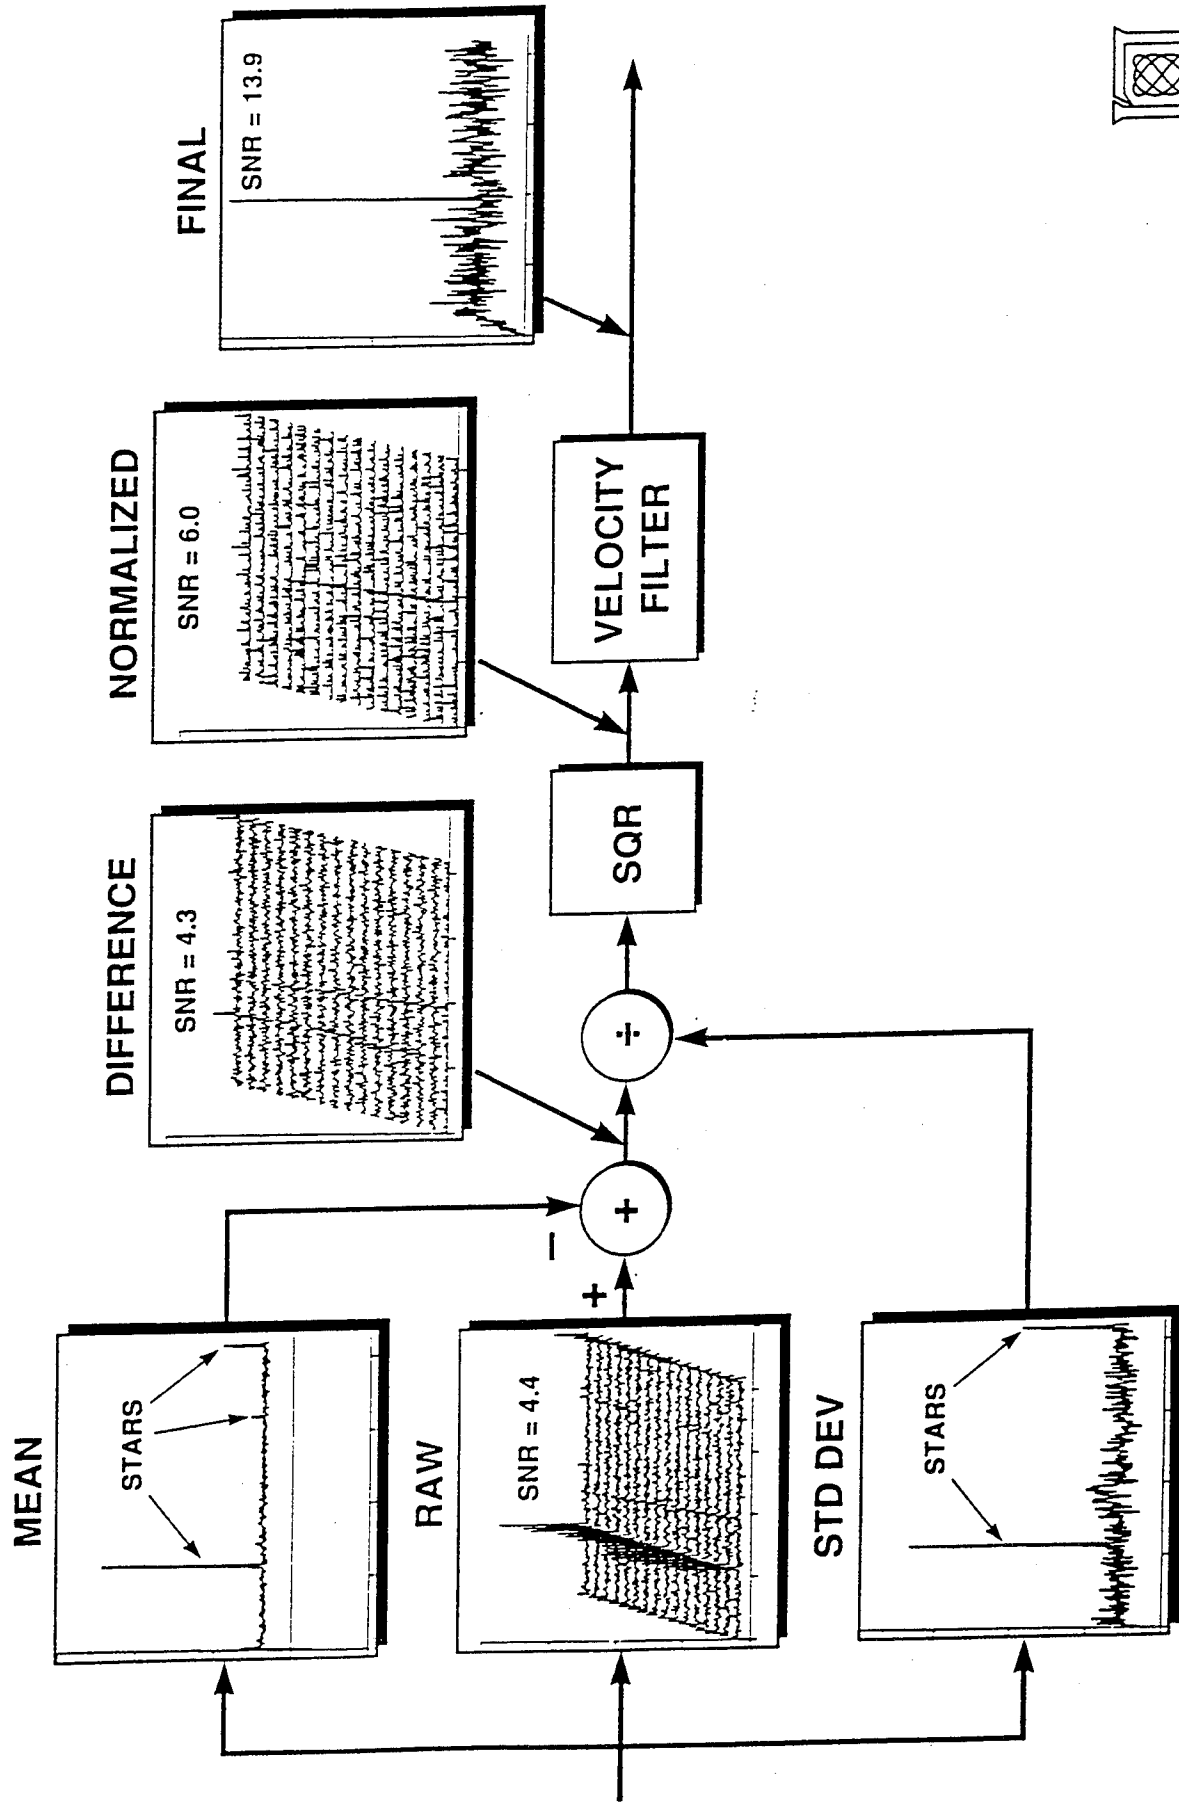 MEAN
STARS
RAW
SNR = 4.4
+
−
+
STD DEV
STARS
DIFFERENCE
SNR = 4.3
÷
SQR
NORMALIZED
SNR = 6.0
VELOCITY
FILTER
FINAL
SNR = 13.9